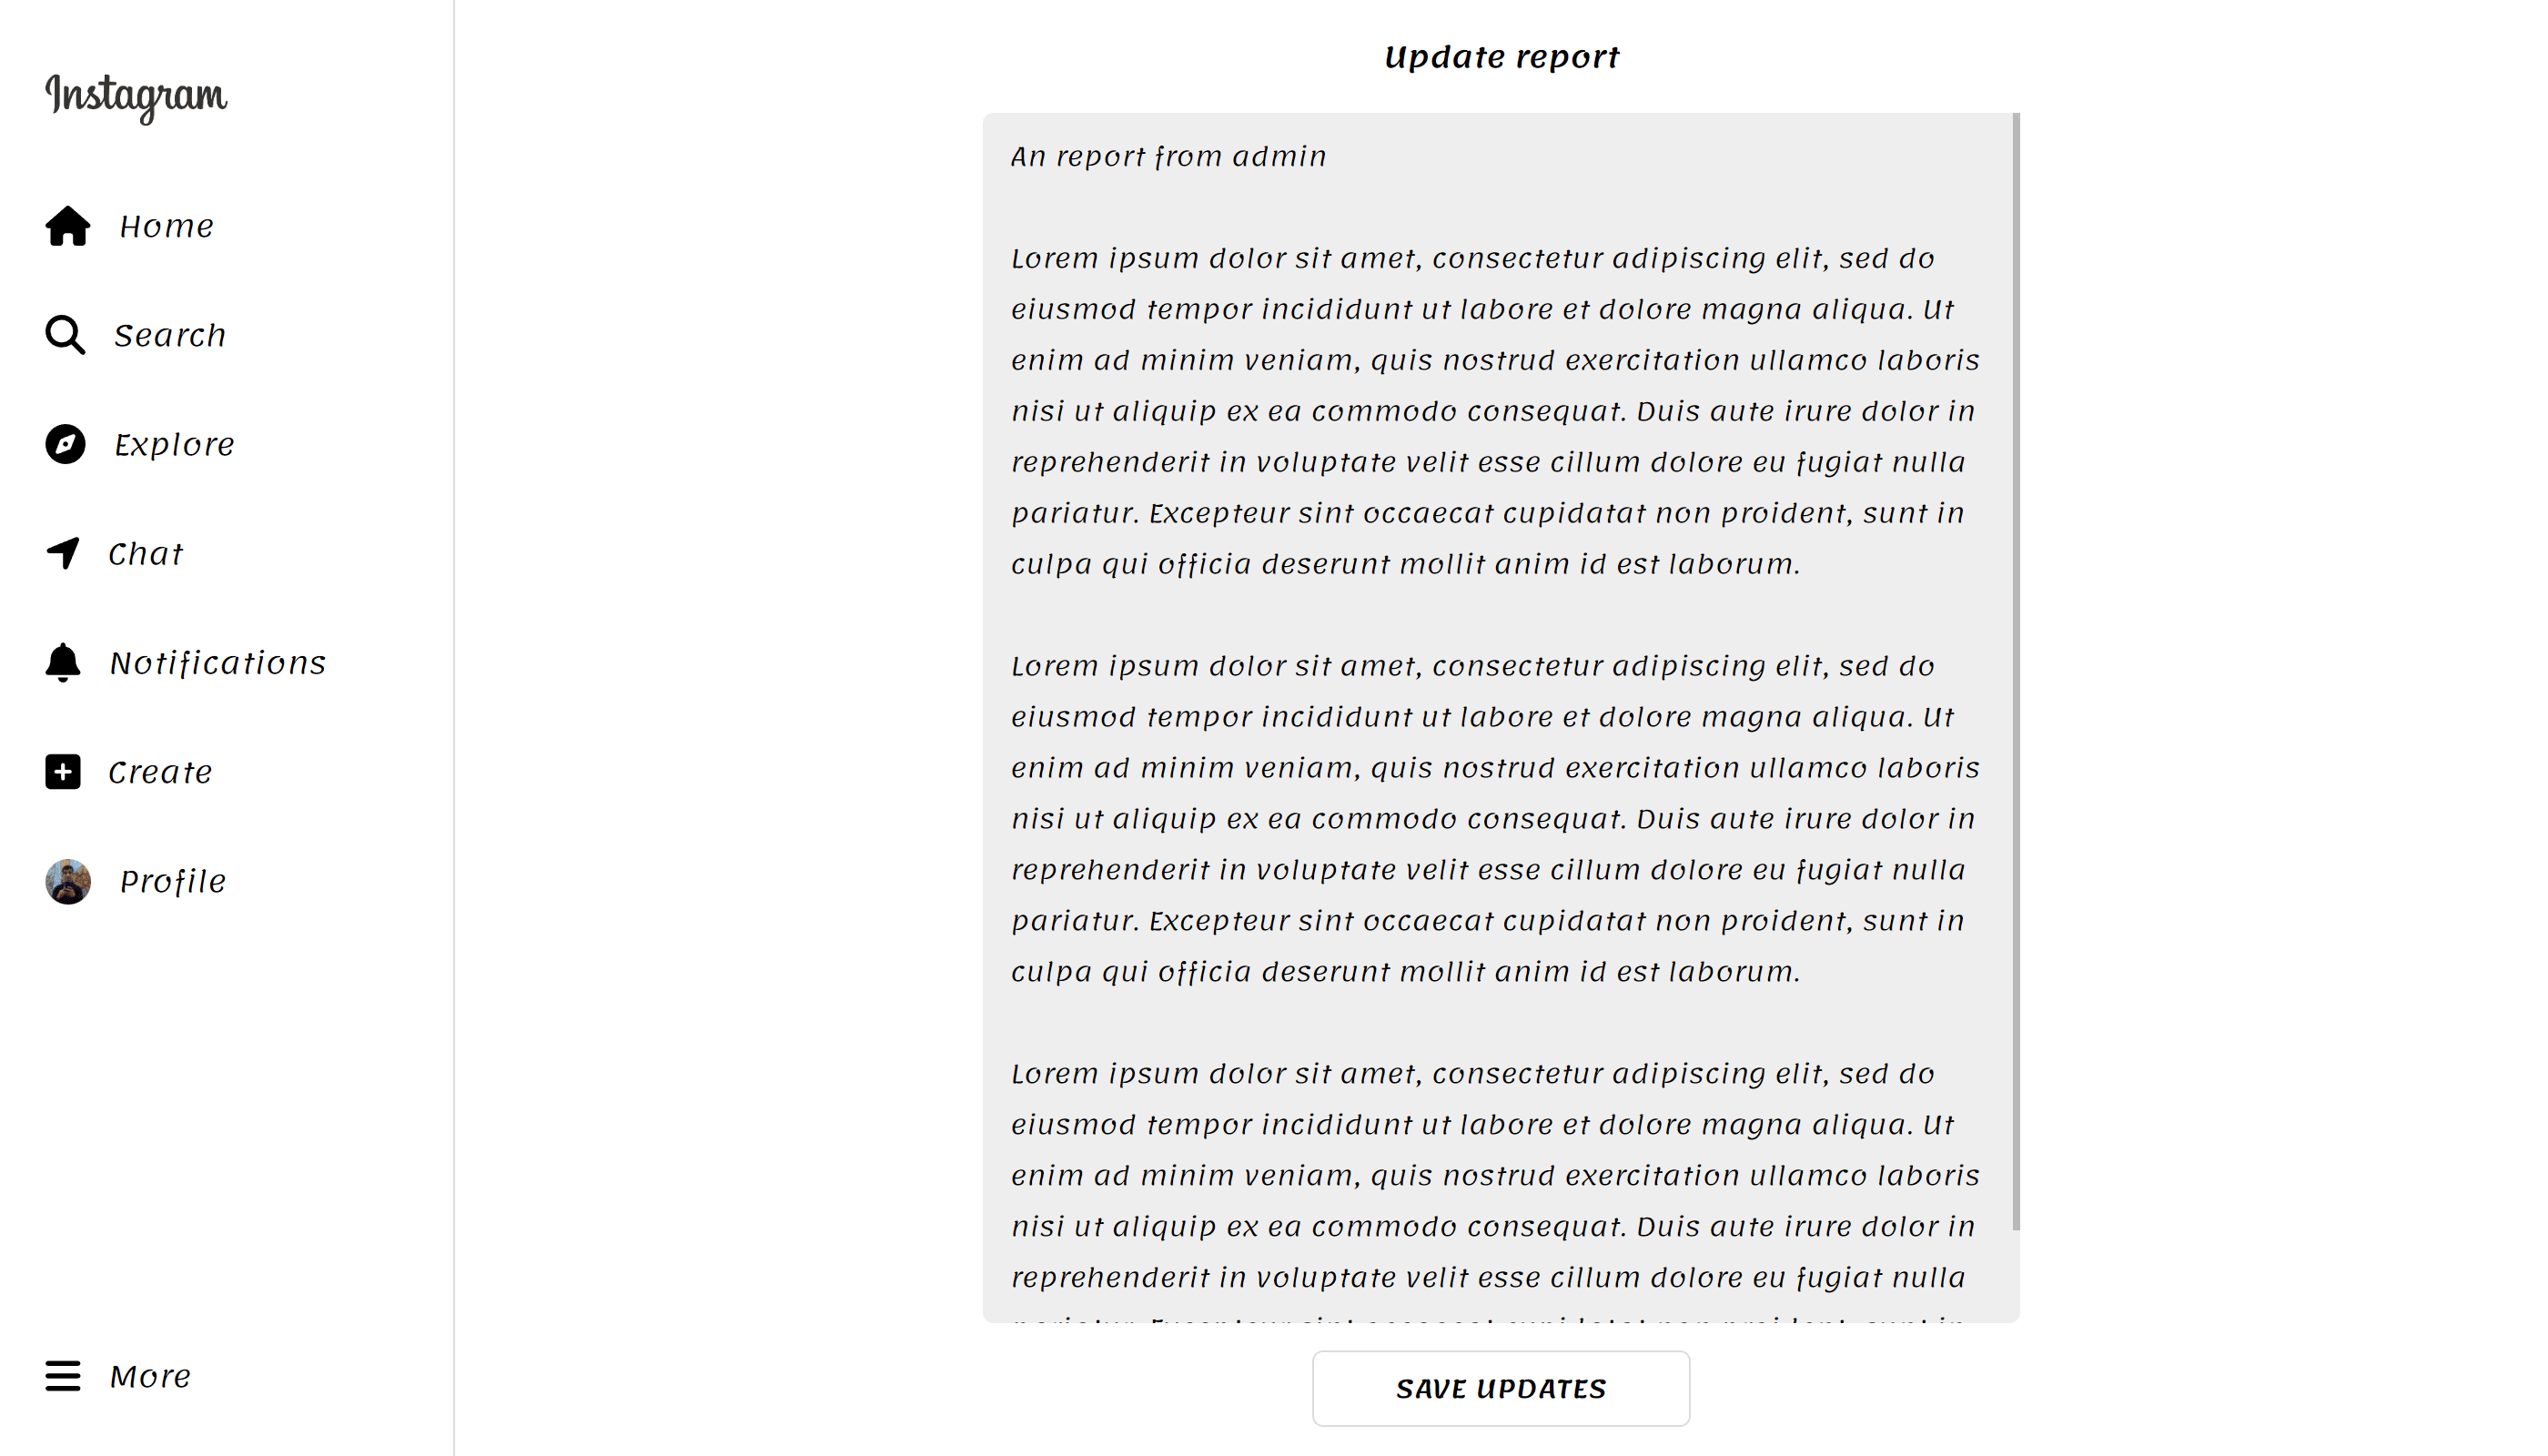 Instagram
Home
Search
Explore
Chat
Notifications
Create
Profile
More
Update report
An report from admin
Lorem ipsum dolor sit amet, consectetur adipiscing elit, sed do
eiusmod tempor incididunt ut labore et dolore magna aliqua. Ut
enim ad minim veniam, quis nostrud exercitation ullamco laboris
nisi ut aliquip ex ea commodo consequat. Duis aute irure dolor in
reprehenderit in voluptate velit esse cillum dolore eu fugiat nulla
pariatur. Excepteur sint occaecat cupidatat non proident, sunt in
culpa qui officia deserunt mollit anim id est laborum.
Lorem ipsum dolor sit amet, consectetur adipiscing elit, sed do
eiusmod tempor incididunt ut labore et dolore magna aliqua. Ut
enim ad minim veniam, quis nostrud exercitation ullamco laboris
nisi ut aliquip ex ea commodo consequat. Duis aute irure dolor in
reprehenderit in voluptate velit esse cillum dolore eu fugiat nulla
pariatur. Excepteur sint occaecat cupidatat non proident, sunt in
culpa qui officia deserunt mollit anim id est laborum.
Lorem ipsum dolor sit amet, consectetur adipiscing elit, sed do
eiusmod tempor incididunt ut labore et dolore magna aliqua. Ut
enim ad minim veniam, quis nostrud exercitation ullamco laboris
nisi ut aliquip ex ea commodo consequat. Duis aute irure dolor in
reprehenderit in voluptate velit esse cillum dolore eu fugiat nulla
SAVE UPDATES